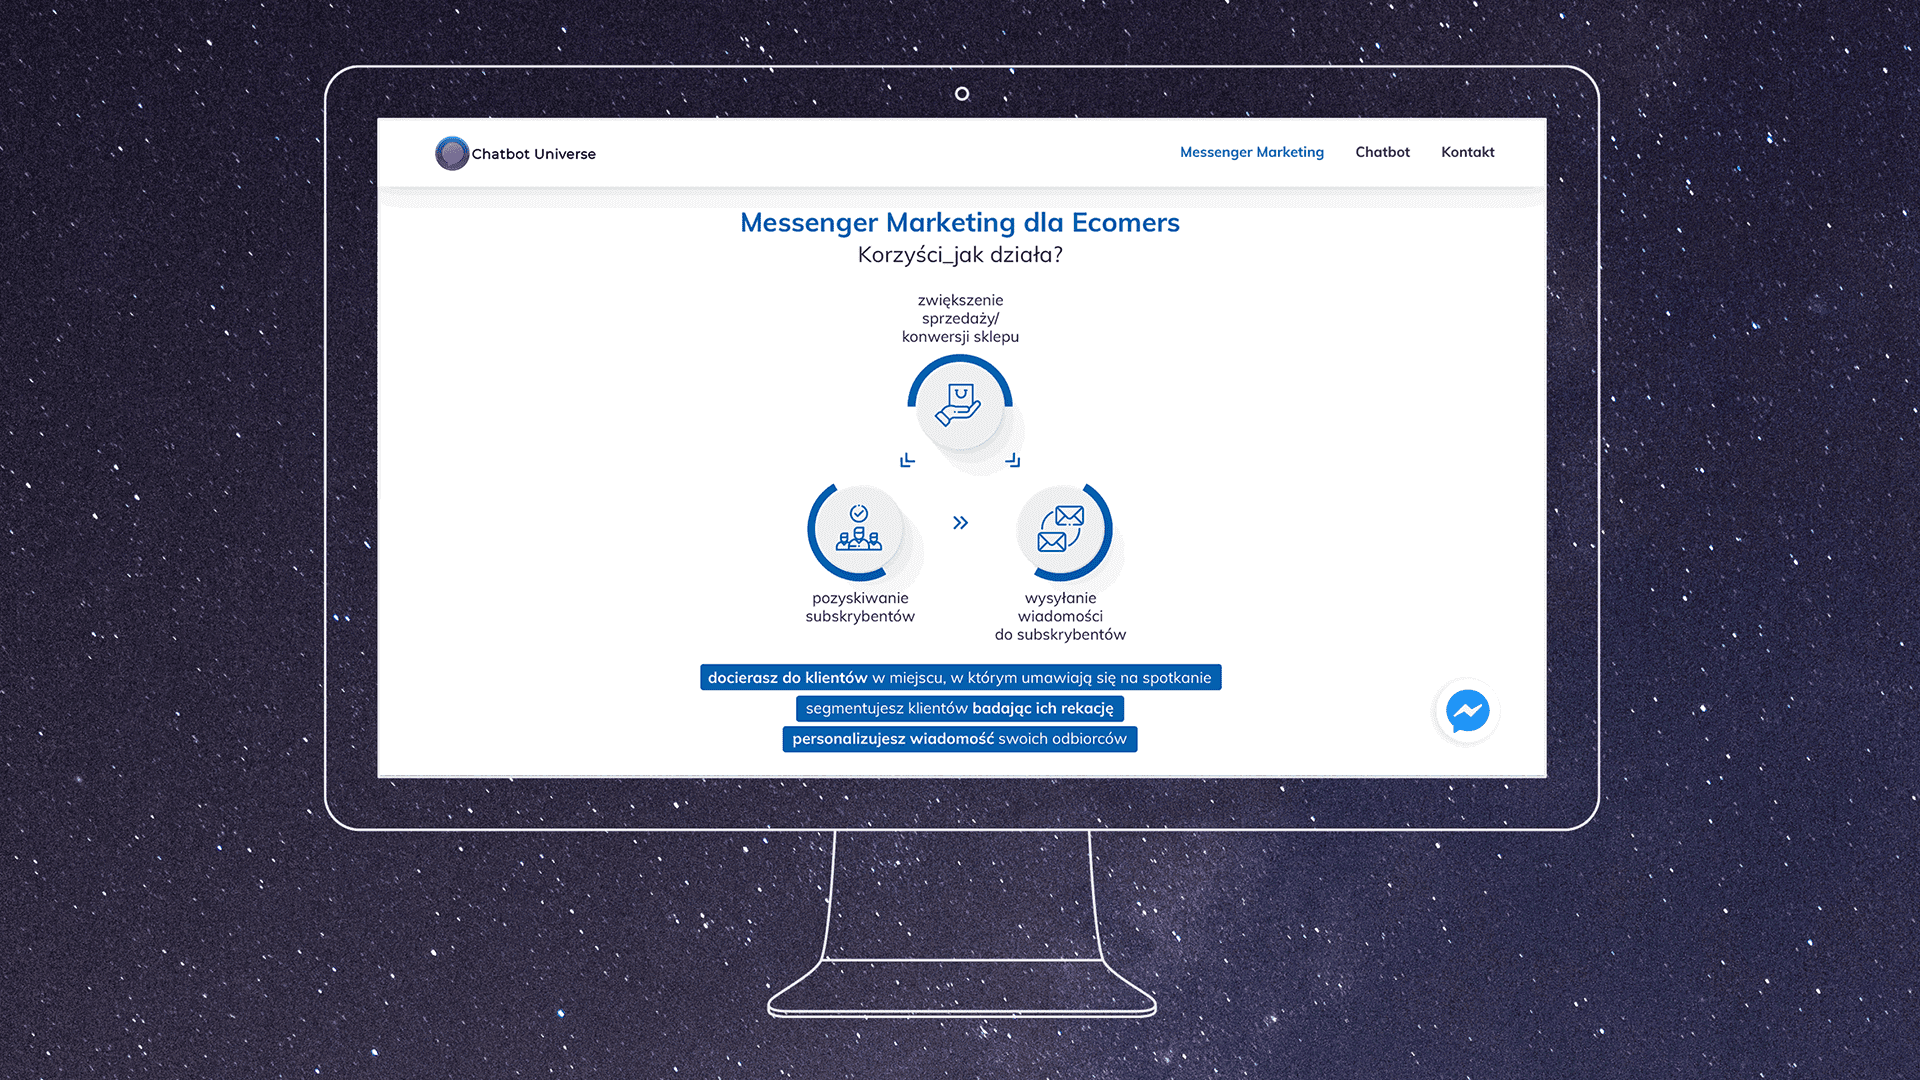 Chatbot Universe
Messenger Marketing Chatbot Kontakt
Messenger Marketing dla Ecomers
Korzyści_jak działa?
zwiększenie
sprzedaży/
konwersji sklepu
pozyskiwanie
subskrybentów
wysyłanie
wiadomości
do subskrybentów
docierasz do klientów w miejscu, w którym umawiają się na spotkanie
segmentujesz klientów badając ich rekację
personalizujesz wiadomość swoich odbiorców